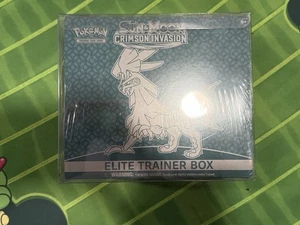 Pokémon
SUN & MOON
CRIMSON INVASION
ELITE TRAINER BOX
WARNING: